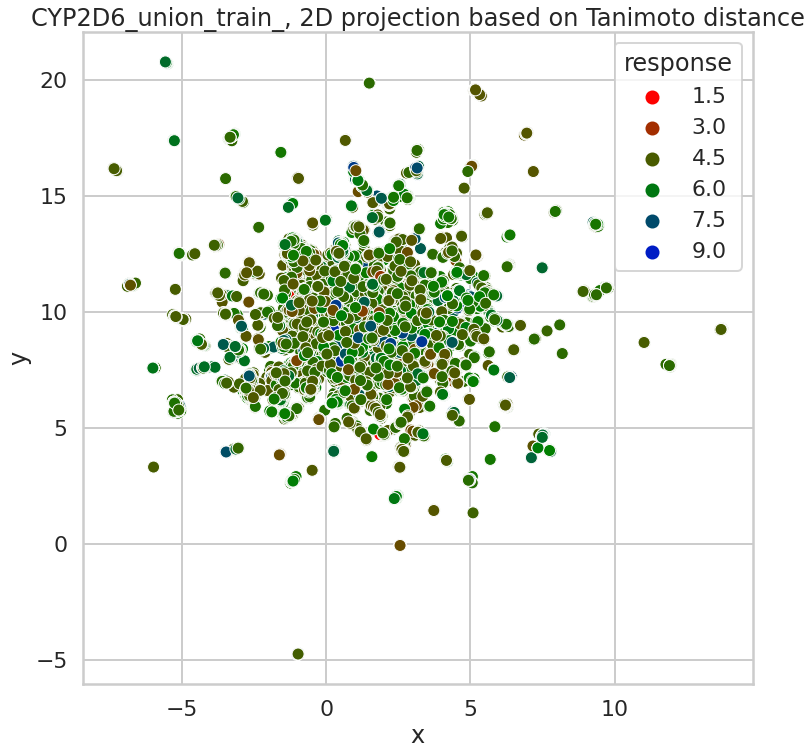 CYP2D6_union_train_, 2D projection based on Tanimoto distance
response
1.5
3.0
4.5
6.0
7.5
9.0
20
15
10
5
0
−5
y
−5 0 5 10
x